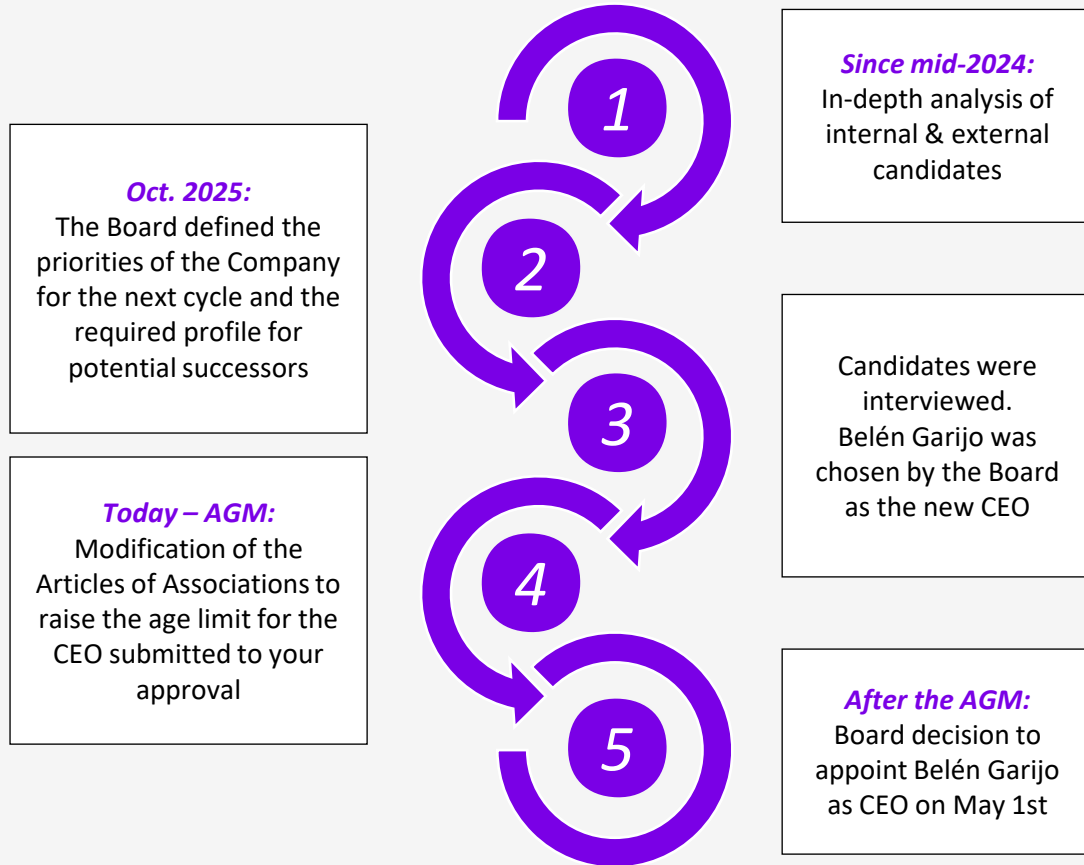 1
Since mid-2024:
In-depth analysis of
internal & external
candidates
2
Oct. 2025:
The Board defined the
priorities of the Company
for the next cycle and the
required profile for
potential successors
3
Candidates were
interviewed.
Belén Garijo was
chosen by the Board
as the new CEO
4
Today – AGM:
Modification of the
Articles of Associations to
raise the age limit for the
CEO submitted to your
approval
5
After the AGM:
Board decision to
appoint Belén Garijo
as CEO on May 1st